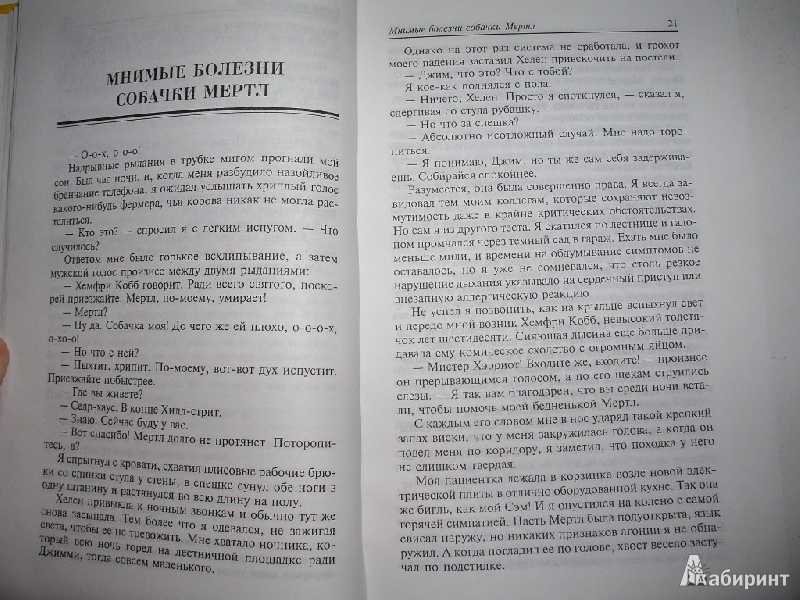 МНИМЫЕ БОЛЕЗНИ
СОБАЧКИ МЕРТЛ
— О-о-х, о-о-о!
Надрывные рыдания в трубке мигом прогнали мой
сон. Был час ночи, и, когда меня разбудило назойливое
бренчание телефона, я ожидал услышать хриплый голос
какого-нибудь фермера, чья корова никак не могла рас-
телиться.
— Кто это? — спросил я с легким испугом. — Что
случилось?
Ответом мне было горькое всхлипывание, а затем
мужской голос произнес между двумя рыданиями:
— Хемфри Кобб говорит. Ради всего святого, поско-
рей приезжайте. Мертл, по-моему, умирает!
— Мертл?
— Ну да. Собачка моя! До чего же ей плохо, о-о-о-х,
о-хо-о!
— Но что с ней?
— Пыхтит, хрипит. По-моему, вот-вот дух испустит.
Приезжайте побыстрее.
— Где вы живете?
— Седр-хаус. В конце Хилл-стрит.
— Знаю. Сейчас буду у вас.
— Вот спасибо! Мертл долго не протянет. Поторопи-
тесь, а?
Я спрыгнул с кровати, схватил плисовые рабочие брю-
ки со спинки стула у стены, в спешке сунул обе ноги в
одну штанину и растянулся во всю длину на полу.
Хелен привыкла к ночным звонкам и обычно тут же
снова засыпала. Тем более что я одевался, не зажигая
света, чтобы ее не тревожить. Мне хватало ночника, ко-
торый всю ночь горел на лестничной площадке ради
Джимми, тогда совсем маленького.
Мнимые болезни собачки Мертл 21
Однако на этот раз система не сработала, и грохот
моего падения заставил Хелен привскочить на постели.
— Джим, что это? Что с тобой?
Я кое-как поднялся с пола.
— Ничего, Хелен. Просто я споткнулся, — сказал я,
сдергивая со стула рубашку.
— Но что за спешка?
— Абсолютно неотложный случай. Мне надо торо-
питься.
— Я понимаю, Джим, но ты же сам себя задержива-
ешь. Собирайся спокойнее.
Разумеется, она была совершенно права. Я всегда за-
видовал тем моим коллегам, которые сохраняют невоз-
мутимость даже в крайне критических обстоятельствах.
Но сам я из другого теста. Я скатился по лестнице и гало-
пом промчался через темный сад в гараж. Ехать мне было
меньше мили, и времени на обдумывание симптомов не
оставалось, но я уже не сомневался, что столь резкое
нарушение дыхания указывало на сердечный приступ или
внезапную аллергическую реакцию.
Не успел я позвонить, как на крыльце вспыхнул свет
и передо мной возник Хемфри Кобб, невысокий толстя-
чок лет шестидесяти. Сияющая лысина еще больше при-
давала ему комическое сходство с огромным яйцом.
— Мистер Хэрриот! Входите же, входите! — произнес
он прерывающимся голосом, а по его щекам струились
слезы. — Я так вам благодарен, что вы среди ночи вста-
ли, чтобы помочь моей бедненькой Мертл.
С каждым его словом мне в нос ударял такой крепкий
запах виски, что у меня закружилась голова, а когда он
повел меня по коридору, я заметил, что походка у него
не слишком твердая.
Моя пациентка лежала в корзинке возле новой элек-
трической плиты в отлично оборудованной кухне. Так она
же бигль, как мой Сэм! И я опустился на колено с самой
горячей симпатией. Пасть Мертл была полуоткрыта, язык
свисал наружу, но никаких признаков агонии я не обна-
ружил. А когда погладил ее по голове, хвост весело засту-
чал по подстилке.
Лабиринт